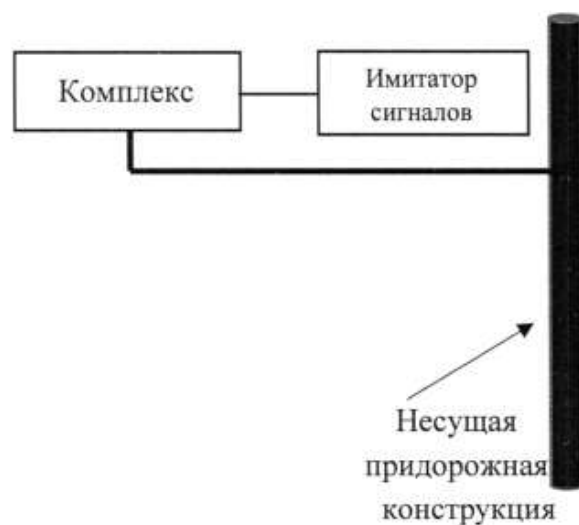 Комплекс
Имитатор
сигналов
Несущая
придорожная
конструкция